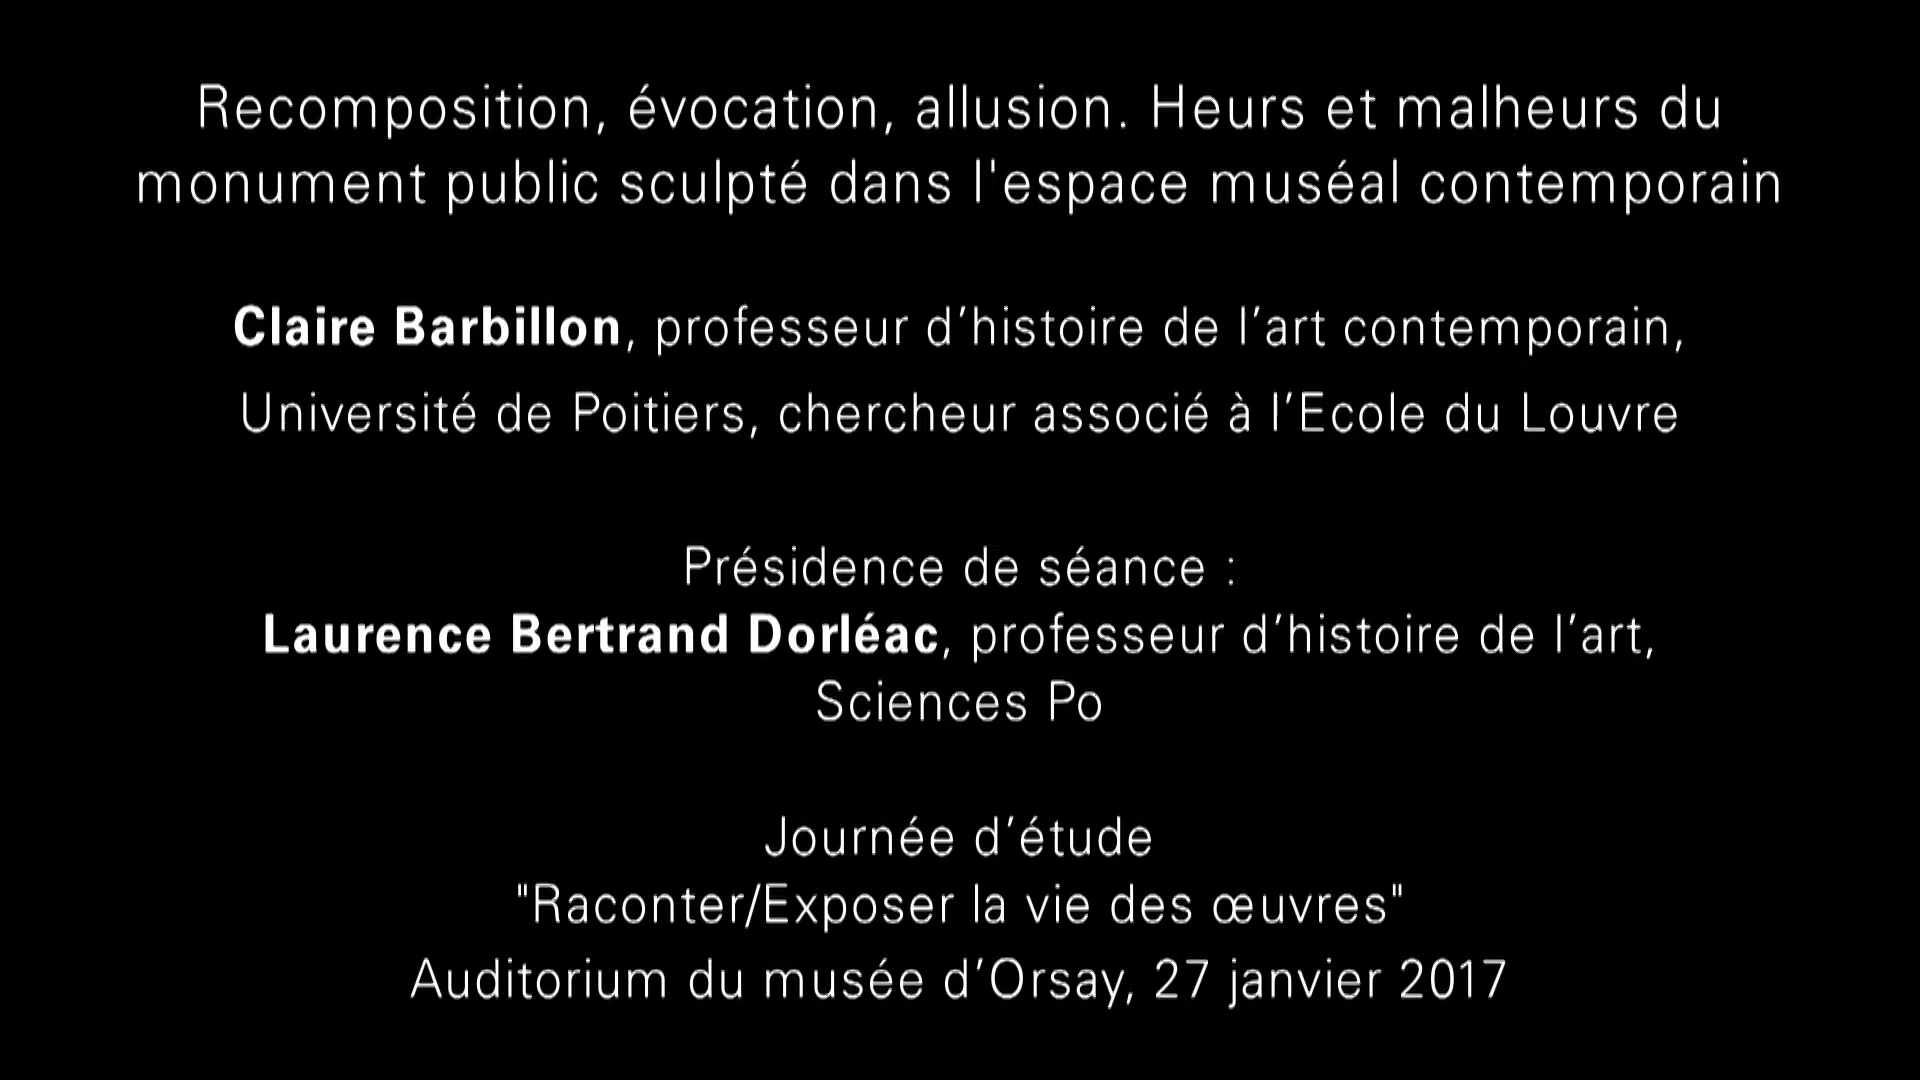 Recomposition, évocation, allusion. Heurs et malheurs du
monument public sculpté dans l'espace muséal contemporain
Claire Barbillon, professeur d’histoire de l’art contemporain,
Université de Poitiers, chercheur associé à l’Ecole du Louvre
Présidence de séance :
Laurence Bertrand Dorléac, professeur d’histoire de l’art,
Sciences Po
Journée d’étude
"Raconter/Exposer la vie des œuvres"
Auditorium du musée d’Orsay, 27 janvier 2017